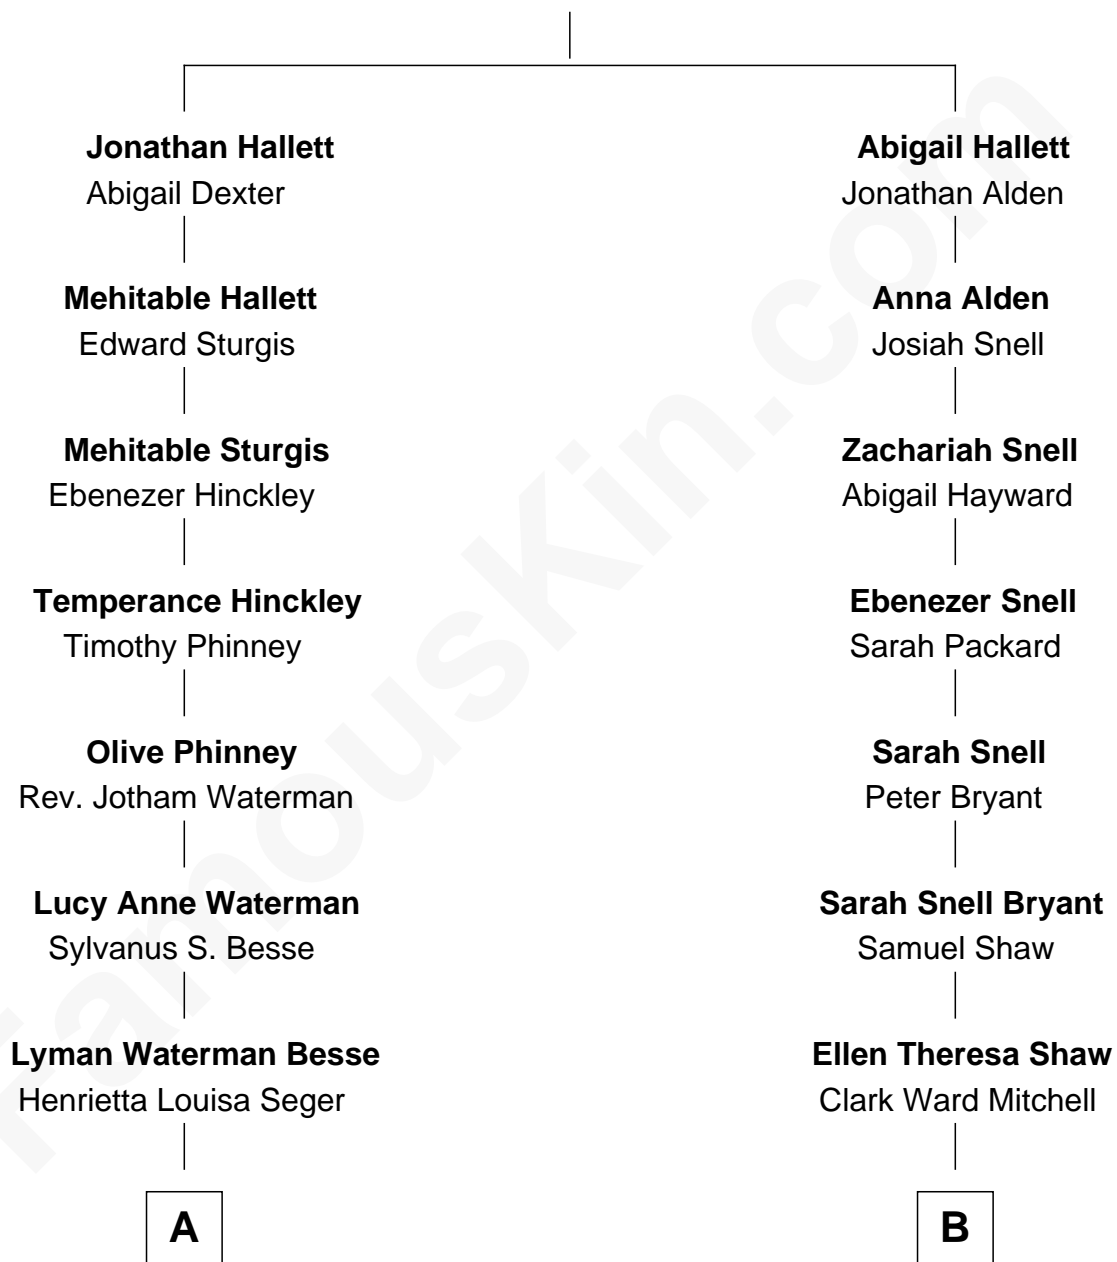 Jonathan Hallett
Abigail Dexter
Mehitable Hallett
Edward Sturgis
Mehitable Sturgis
Ebenezer Hinckley
Temperance Hinckley
Timothy Phinney
Olive Phinney
Rev. Jotham Waterman
Lucy Anne Waterman
Sylvanus S. Besse
Lyman Waterman Besse
Henrietta Louisa Seger
A
Abigail Hallett
Jonathan Alden
Anna Alden
Josiah Snell
Zachariah Snell
Abigail Hayward
Ebenezer Snell
Sarah Packard
Sarah Snell
Peter Bryant
Sarah Snell Bryant
Samuel Shaw
Ellen Theresa Shaw
Clark Ward Mitchell
B
FamousKin.com